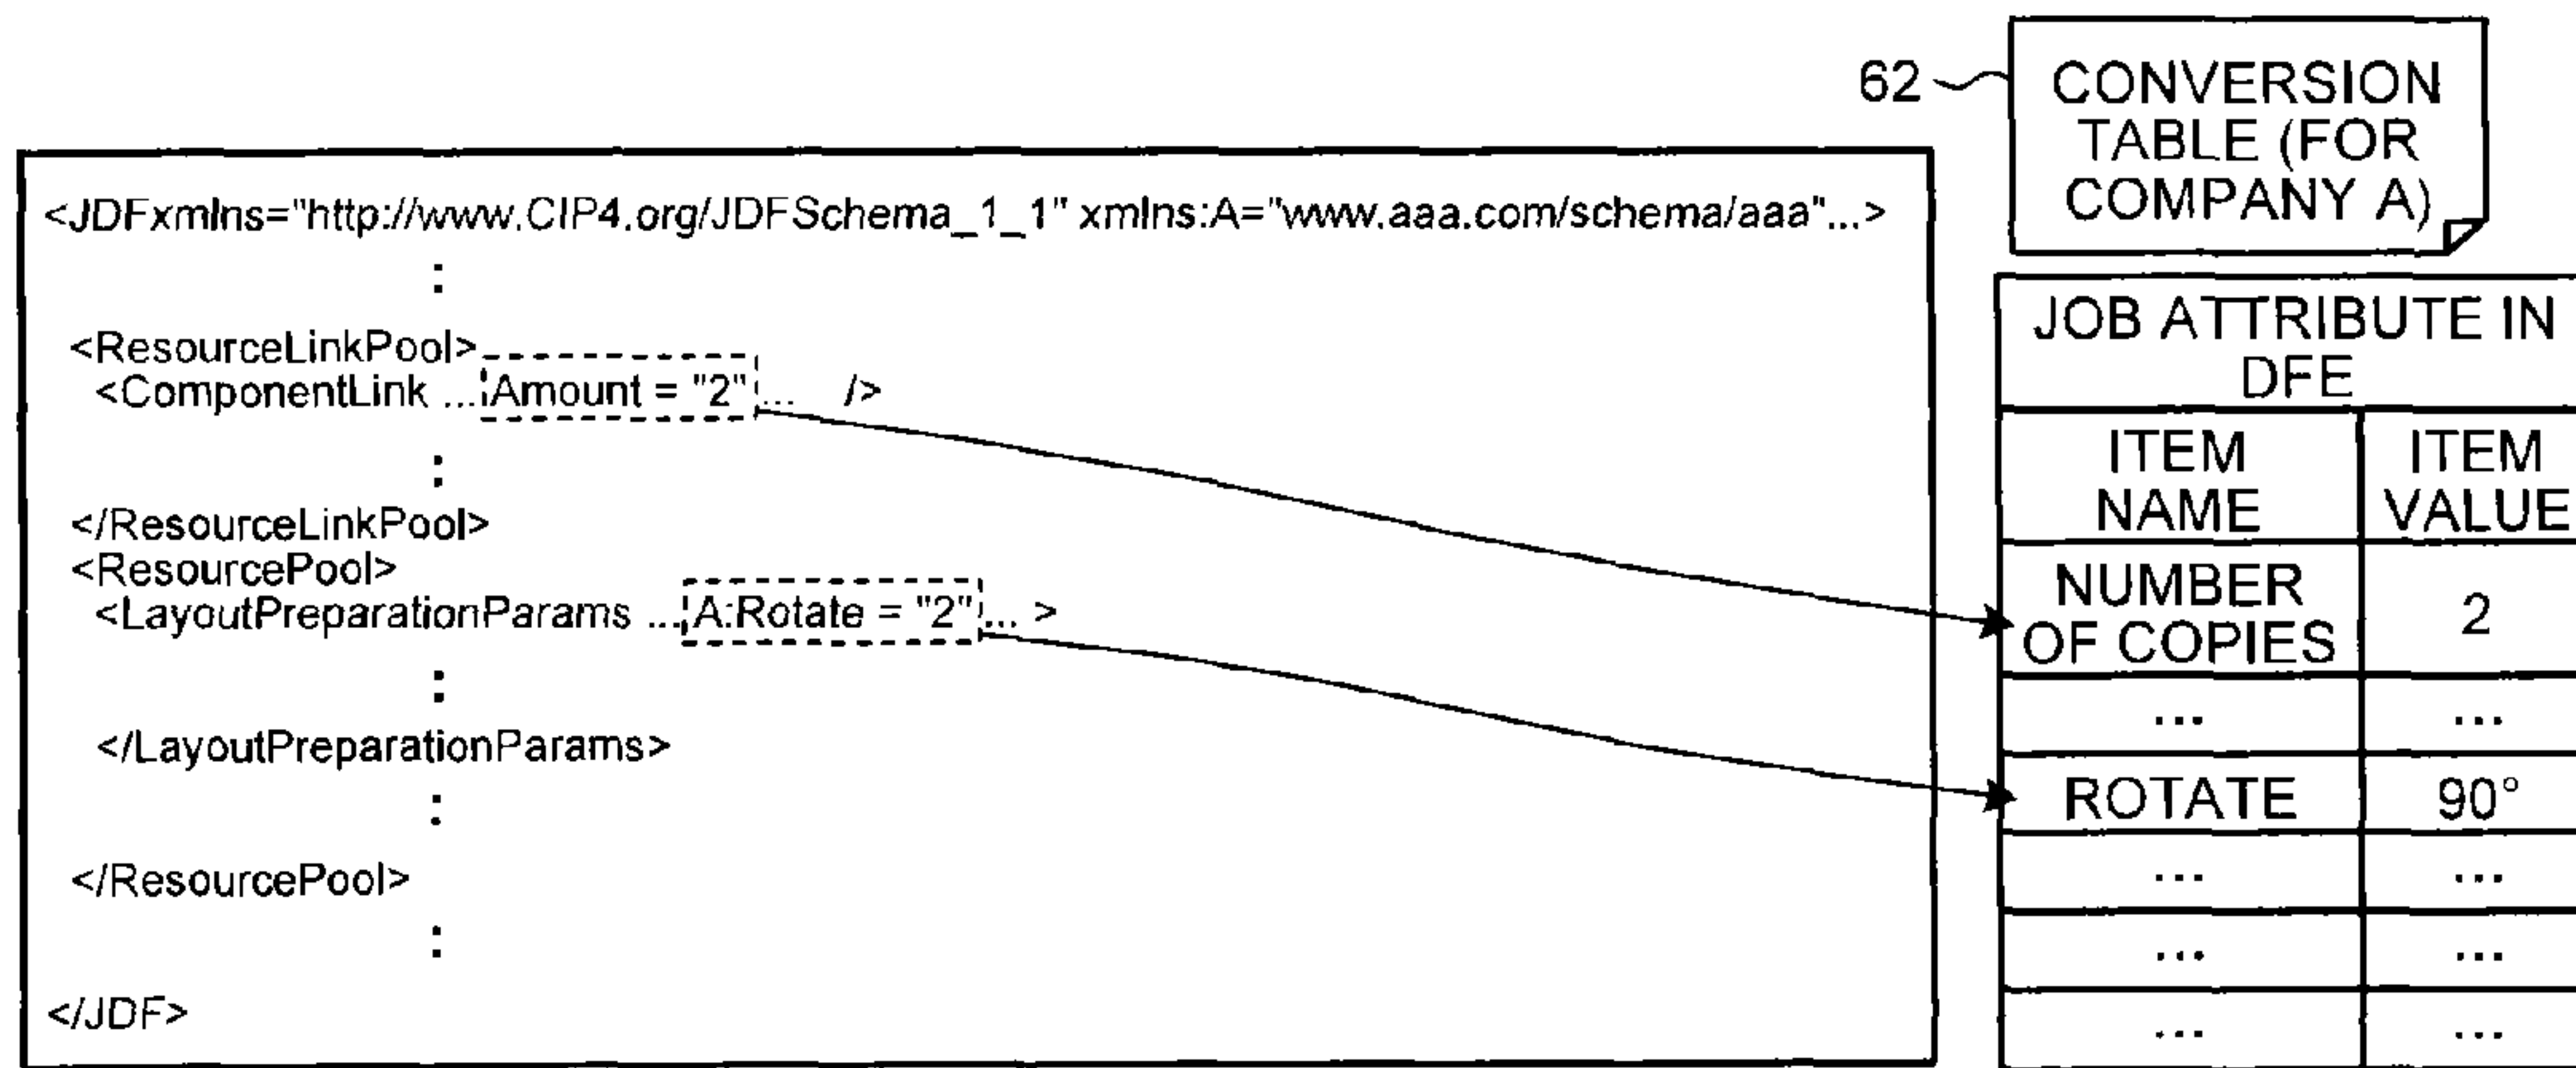 62
CONVERSION
TABLE (FOR
COMPANY A)
<JDFxmlns="http://www.CIP4.org/JDFSchema_1_1" xmlns:A="www.aaa.com/schema/aaa"...>
:
<ResourceLinkPool>
<ComponentLink ... Amount = "2" ... />
:
</ResourceLinkPool>
<ResourcePool>
<LayoutPreparationParams ... A:Rotate = "2" ... >
:
</LayoutPreparationParams>
:
</ResourcePool>
:
</JDF>
JOB ATTRIBUTE IN
DFE
ITEM
NAME
ITEM
VALUE
NUMBER
OF COPIES
2
... ...
ROTATE 90°
... ...
... ...
... ...